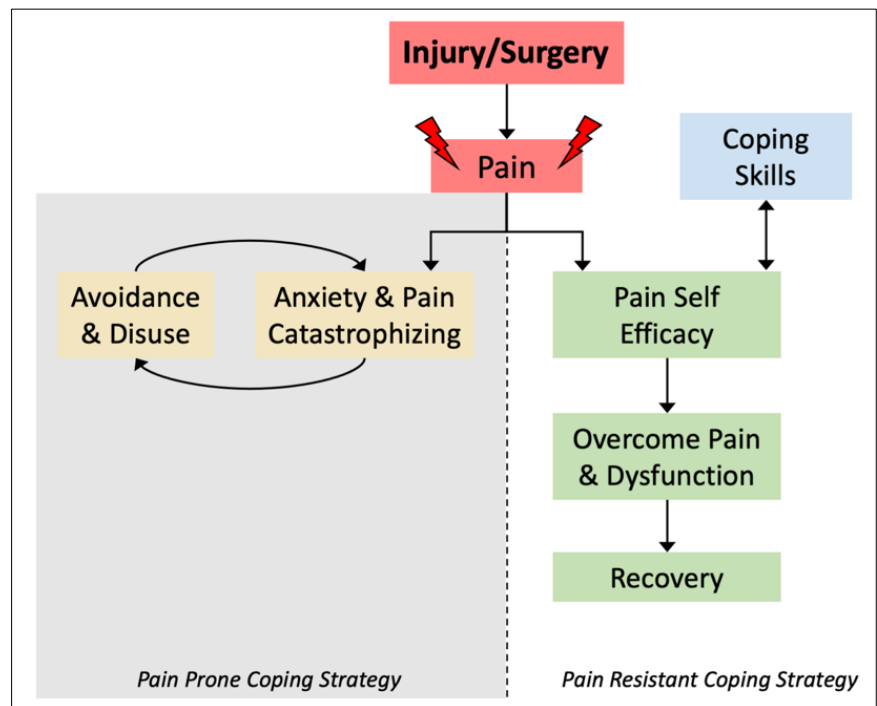 Injury/Surgery
Pain
Coping
Skills
Avoidance
& Disuse
Anxiety & Pain
Catastrophizing
Pain Self
Efficacy
Overcome Pain
& Dysfunction
Recovery
Pain Prone Coping Strategy
Pain Resistant Coping Strategy